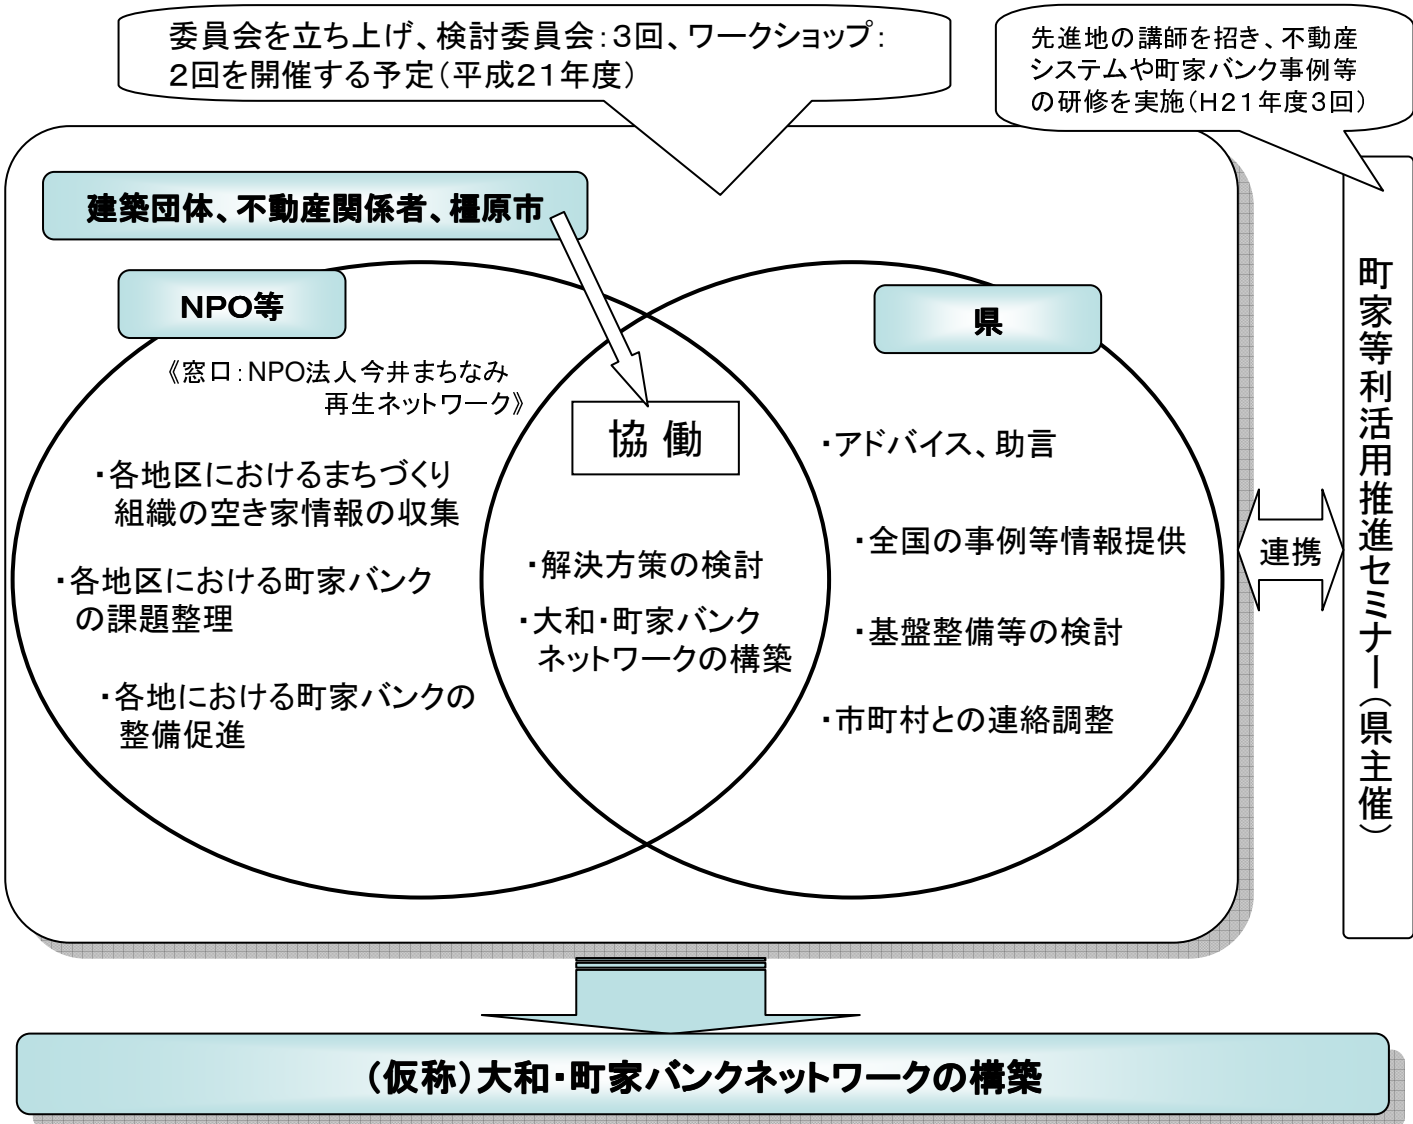 委員会を立ち上げ、検討委員会：３回、ワークショップ：
２回を開催する予定（平成２１年度）
先進地の講師を招き、不動産
システムや町家バンク事例等
の研修を実施（Ｈ２１年度３回）
建築団体、不動産関係者、橿原市
NPO等
《窓口：NPO法人今井まちなみ
再生ネットワーク》
・各地区におけるまちづくり
組織の空き家情報の収集
・各地区における町家バンク
の課題整理
・各地における町家バンクの
整備促進
協 働
・解決方策の検討
・大和・町家バンク
ネットワークの構築
県
・アドバイス、助言
・全国の事例等情報提供
・基盤整備等の検討
・市町村との連絡調整
連携
町家等利活用推進セミナー（県主催）
（仮称）大和・町家バンクネットワークの構築